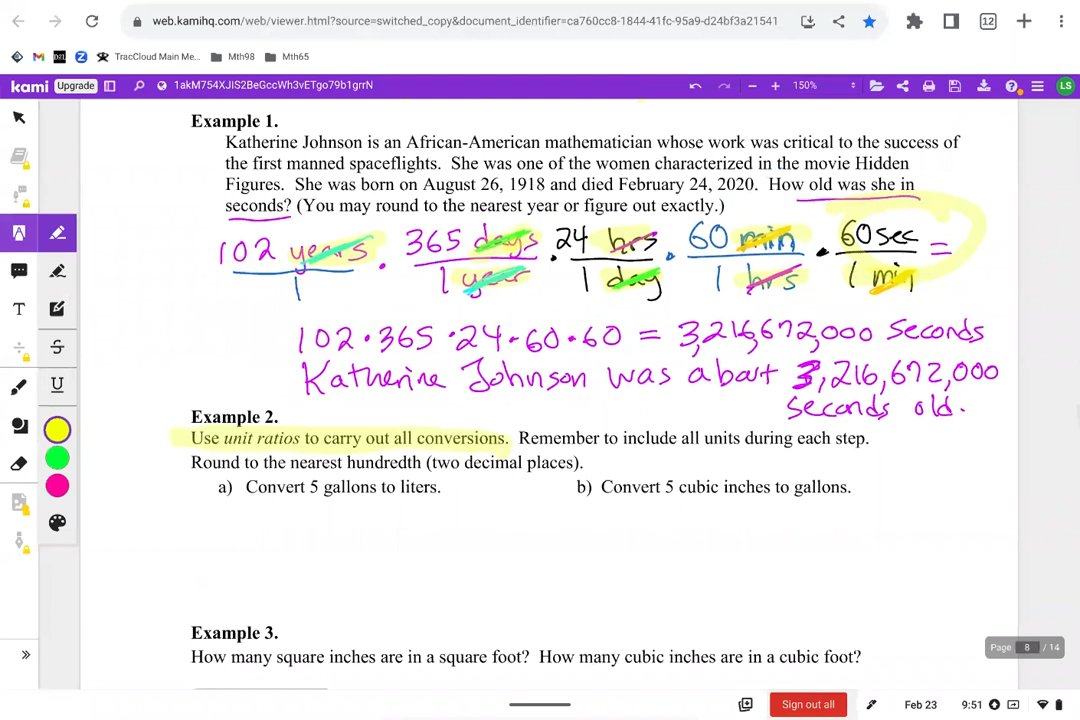 web.kamihq.com/web/viewer.html?source=switched_copy&document_identifier=ca760cc8-1844-41fc-95a9-d24bf3a21541
12
TracCloud Main Me...
Mth98
Mth65
kami Upgrade
1akM754XJIS2BeGccWh3vETgo79b1grrN
150%
LS
Example 1.
Katherine Johnson is an African-American mathematician whose work was critical to the success of
the first manned spaceflights. She was one of the women characterized in the movie Hidden
Figures. She was born on August 26, 1918 and died February 24, 2020. How old was she in
seconds? (You may round to the nearest year or figure out exactly.)
102 years · 365 days · 24 hrs · 60 min · 60 sec =
1 1 year 1 day 1 hrs 1 min
102 · 365 · 24 · 60 · 60 = 3,216,672,000 seconds
Katherine Johnson was about 3,216,672,000
seconds old.
Example 2.
Use unit ratios to carry out all conversions. Remember to include all units during each step.
Round to the nearest hundredth (two decimal places).
a) Convert 5 gallons to liters. b) Convert 5 cubic inches to gallons.
Example 3.
How many square inches are in a square foot? How many cubic inches are in a cubic foot?
Page 8 / 14
Sign out all
Feb 23 9:51